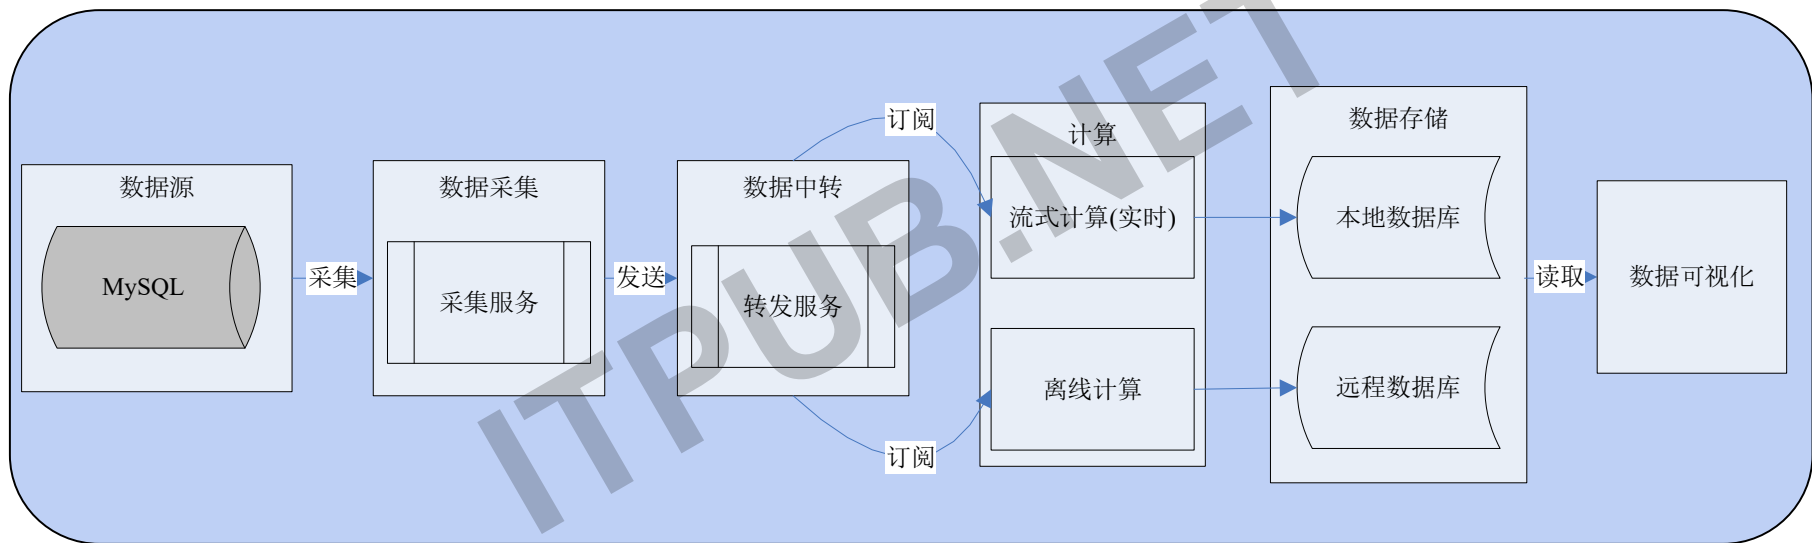 数据源
MySQL
采集
数据采集
采集服务
发送
数据中转
转发服务
订阅
订阅
计算
流式计算(实时)
离线计算
数据存储
本地数据库
远程数据库
读取
数据可视化
ITPUB.NET